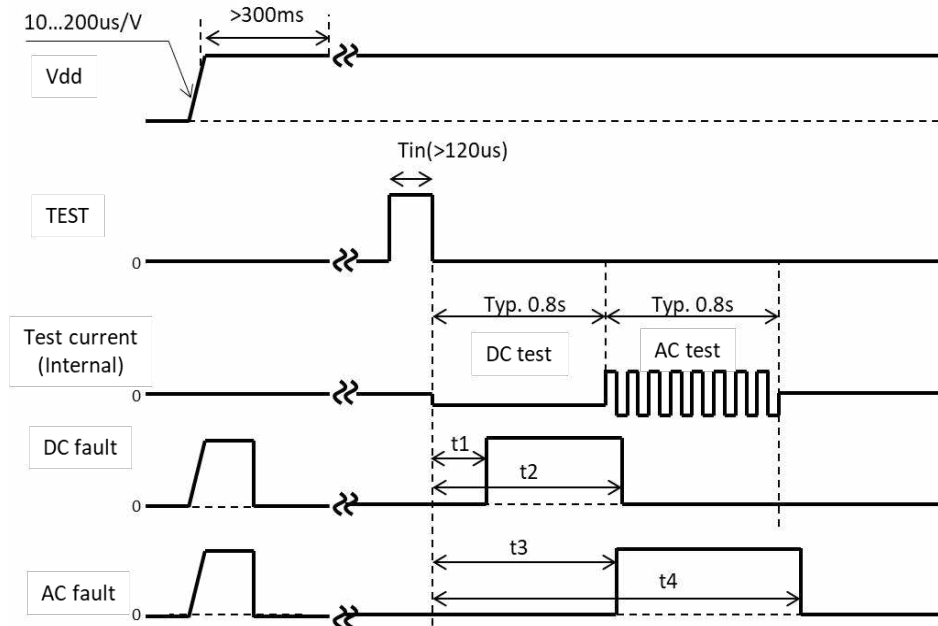 10...200us/V
>300ms
Vdd
Tin(>120us)
TEST
0
Typ. 0.8s
Typ. 0.8s
Test current
(Internal)
DC test
AC test
0
DC fault
t1
t2
0
t3
AC fault
t4
0